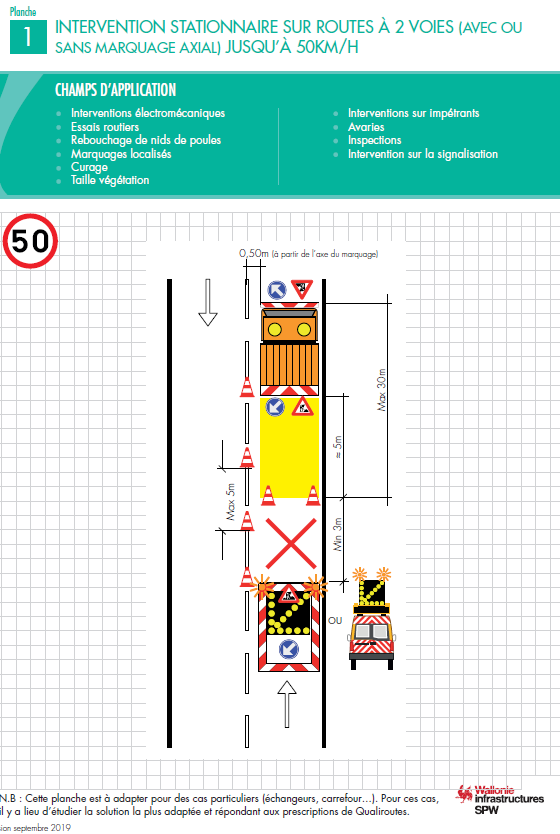 Planche
1
INTERVENTION STATIONNAIRE SUR ROUTES À 2 VOIES (AVEC OU
SANS MARQUAGE AXIAL) JUSQU'À 50KM/H
CHAMPS D'APPLICATION
Interventions électromécaniques
Essais routiers
Rebouchage de nids de poules
Marquages localisés
Curage
Taille végétation
Interventions sur impétrants
Avaries
Inspections
Intervention sur la signalisation
50
0,50m (à partir de l'axe du marquage)
Max 30m
≈ 5m
Max 5m
Min 3m
OU
N.B : Cette planche est à adapter pour des cas particuliers (échangeurs, carrefour...). Pour ces cas,
il y a lieu d'étudier la solution la plus adaptée et répondant aux prescriptions de Qualiroutes.
sion septembre 2019
Wallonie
infrastructures
SPW